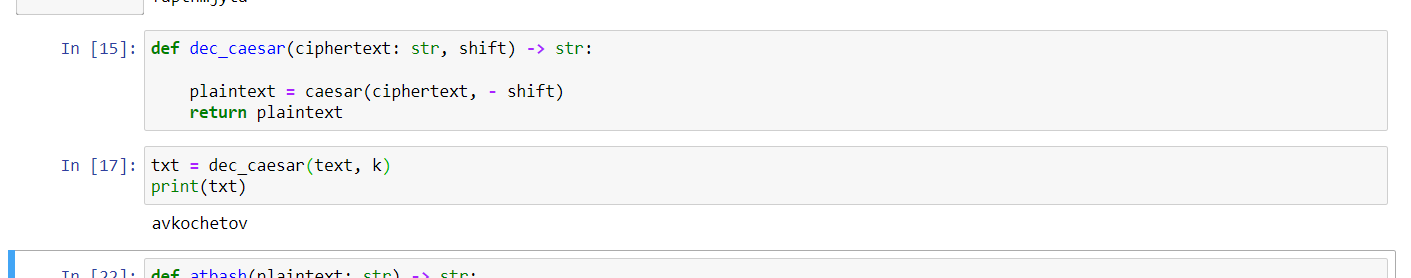 In [15]: def dec_caesar(ciphertext: str, shift) -> str:
plaintext = caesar(ciphertext, - shift)
return plaintext
In [17]: txt = dec_caesar(text, k)
print(txt)
avkochetov
In [22]: def atbash(plaintext: str) -> str: